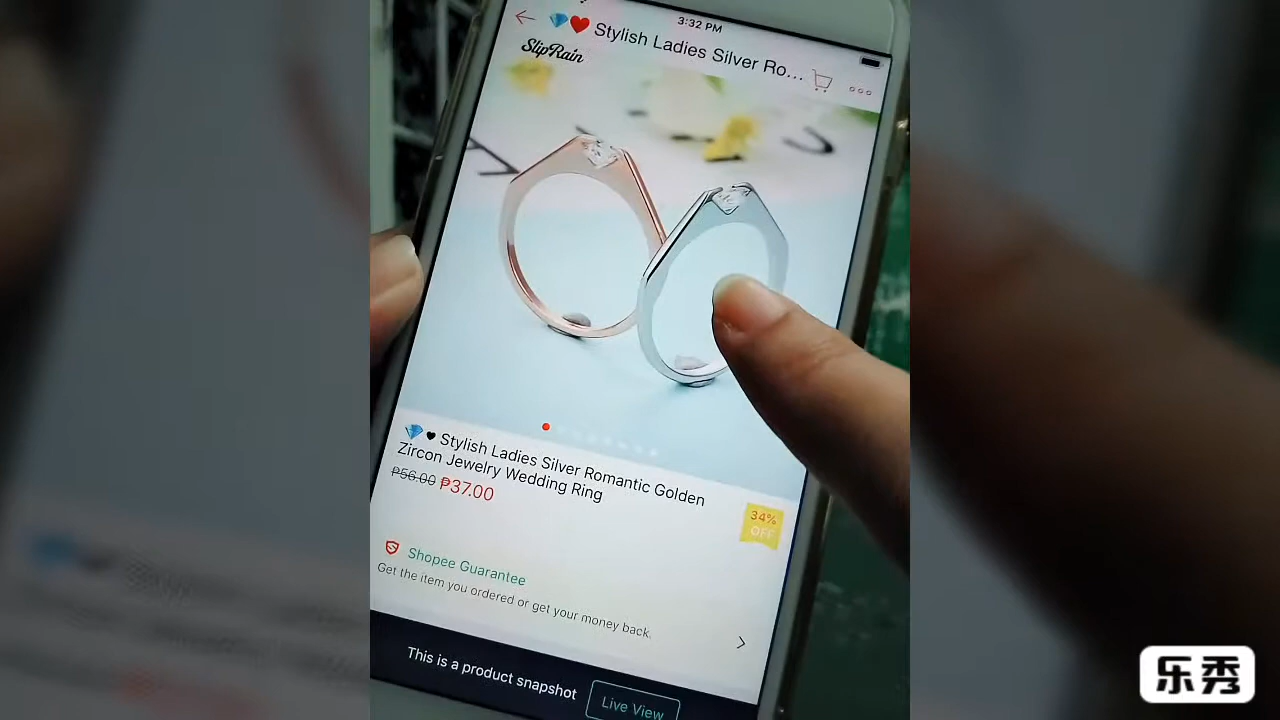 3:32 PM
💎❤️ Stylish Ladies Silver Ro...
SlipRain
💎🖤 Stylish Ladies Silver Romantic Golden
Zircon Jewelry Wedding Ring
₱56.00 ₱37.00
34%
OFF
Shopee Guarantee
Get the item you ordered or get your money back.
This is a product snapshot
Live View
乐秀